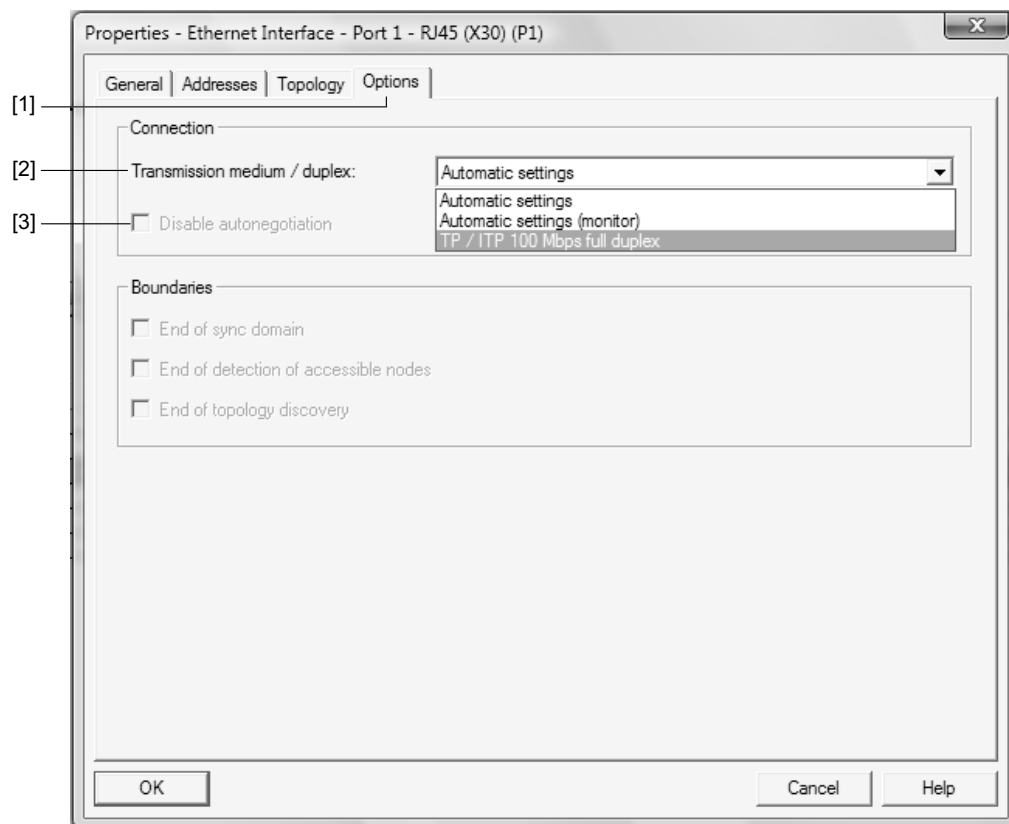 Properties - Ethernet Interface - Port 1 - RJ45 (X30) (P1)
General Addresses Topology Options
[1]
Connection
[2] Transmission medium / duplex: Automatic settings
Automatic settings
[3] Disable autonegotiation Automatic settings (monitor)
TP / ITP 100 Mbps full duplex
Boundaries
End of sync domain
End of detection of accessible nodes
End of topology discovery
OK Cancel Help